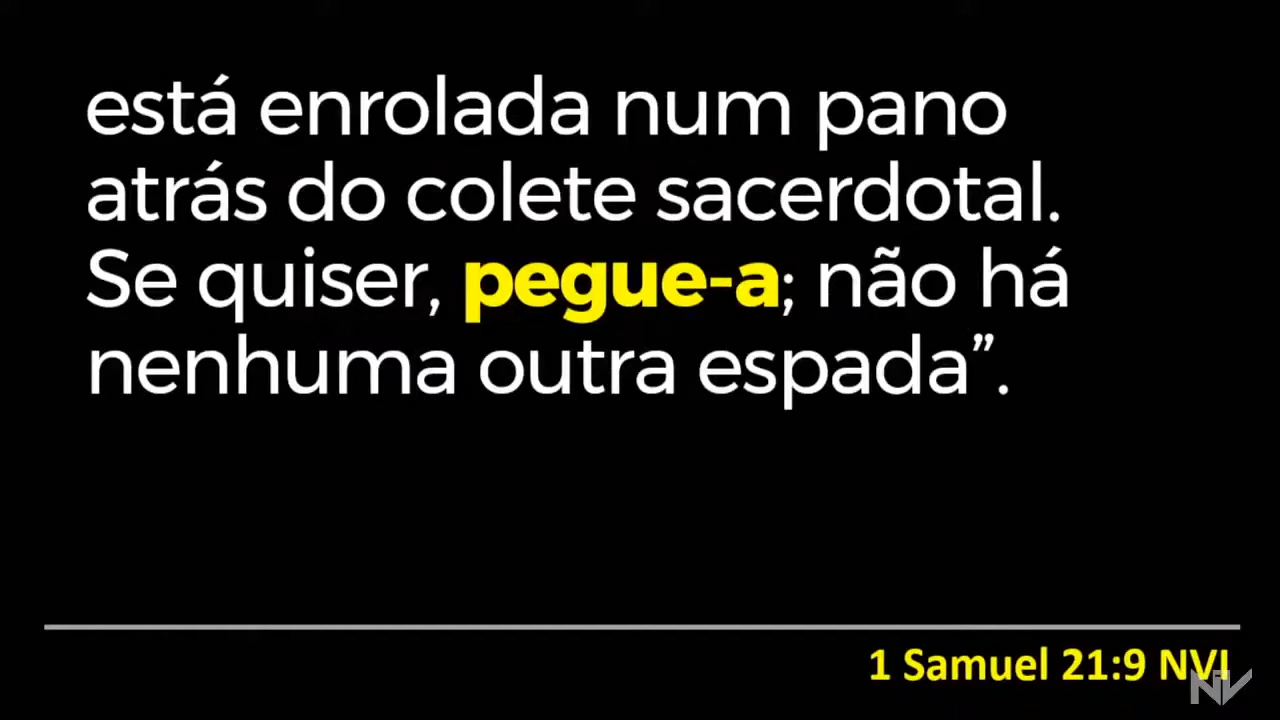 está enrolada num pano
atrás do colete sacerdotal.
Se quiser, pegue-a; não há
nenhuma outra espada”.
1 Samuel 21:9 NVI
NV